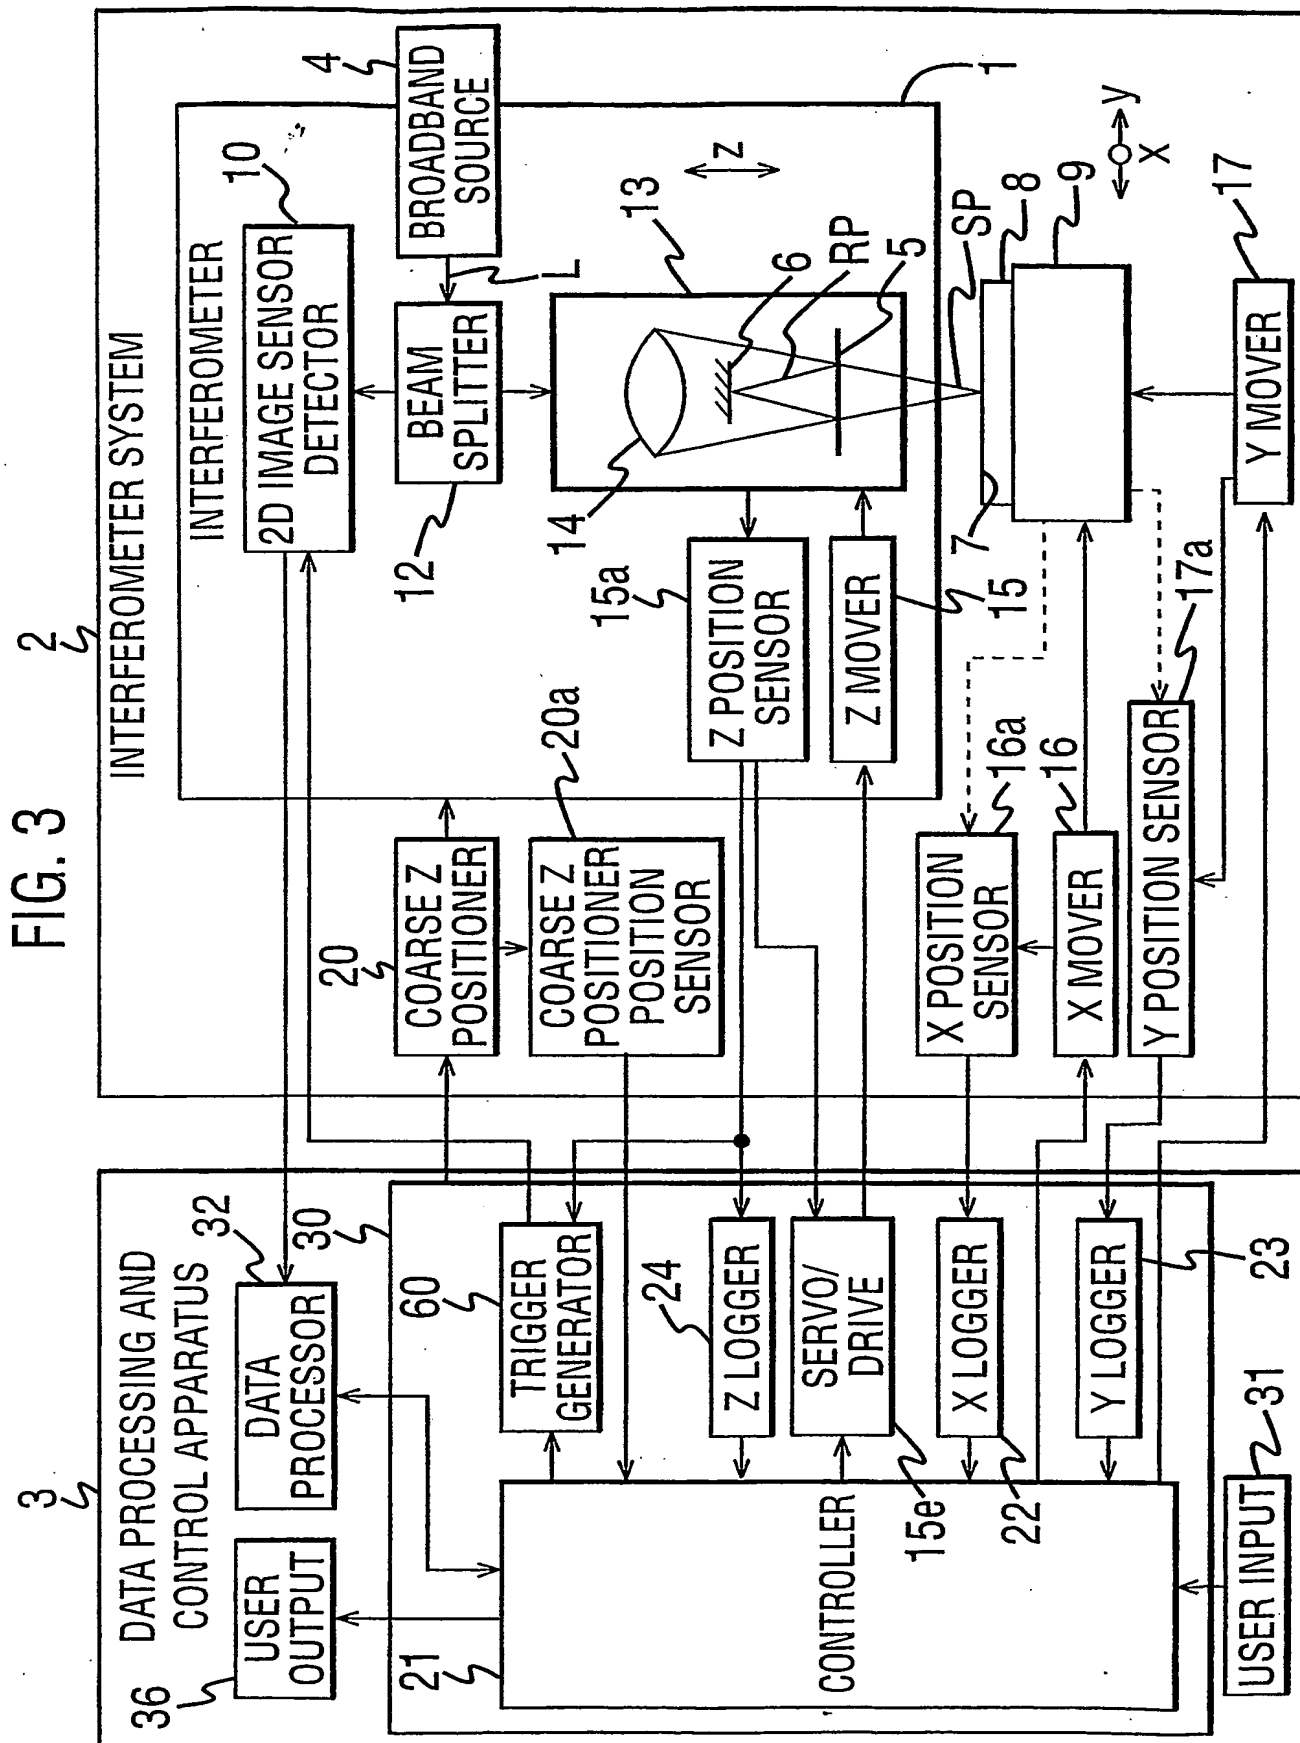 FIG. 3
3
DATA PROCESSING AND
CONTROL APPARATUS
36
USER
OUTPUT
32
DATA
PROCESSOR
30
21
CONTROLLER
60
TRIGGER
GENERATOR
24
Z LOGGER
SERVO/
DRIVE
15e
X LOGGER
22
Y LOGGER
23
USER INPUT
31
2
INTERFEROMETER SYSTEM
20
COARSE Z
POSITIONER
20a
COARSE Z
POSITIONER
POSITION
SENSOR
X POSITION
SENSOR
16a
X MOVER
16
Y POSITION SENSOR
17a
Y MOVER
17
INTERFEROMETER
10
2D IMAGE SENSOR
DETECTOR
4
BROADBAND
SOURCE
L
12
BEAM
SPLITTER
13
14
6
RP
5
z
15a
Z POSITION
SENSOR
Z MOVER
15
1
SP
7
8
9
y
x